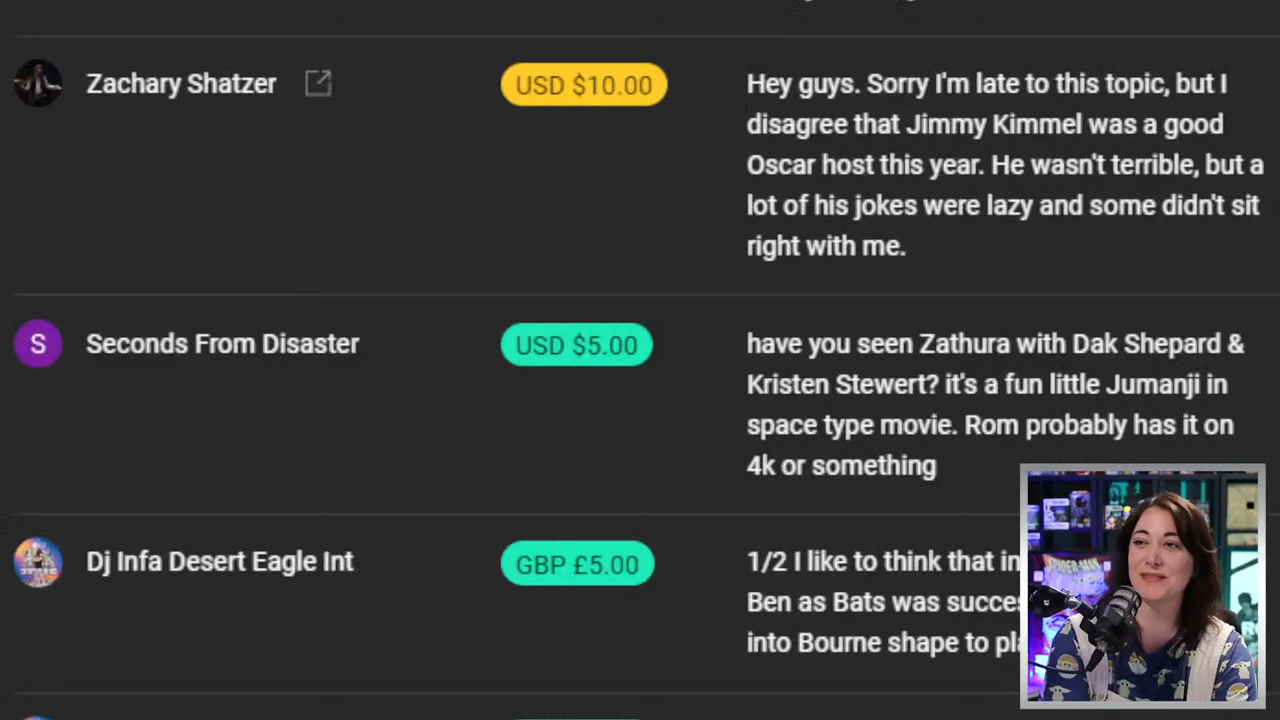 Zachary Shatzer
USD $10.00
Hey guys. Sorry I'm late to this topic, but I
disagree that Jimmy Kimmel was a good
Oscar host this year. He wasn't terrible, but a
lot of his jokes were lazy and some didn't sit
right with me.
S
Seconds From Disaster
USD $5.00
have you seen Zathura with Dak Shepard &
Kristen Stewert? it's a fun little Jumanji in
space type movie. Rom probably has it on
4k or something
Dj Infa Desert Eagle Int
GBP £5.00
1/2 I like to think that in
Ben as Bats was
into Bourne shape to
SPIDER-MAN